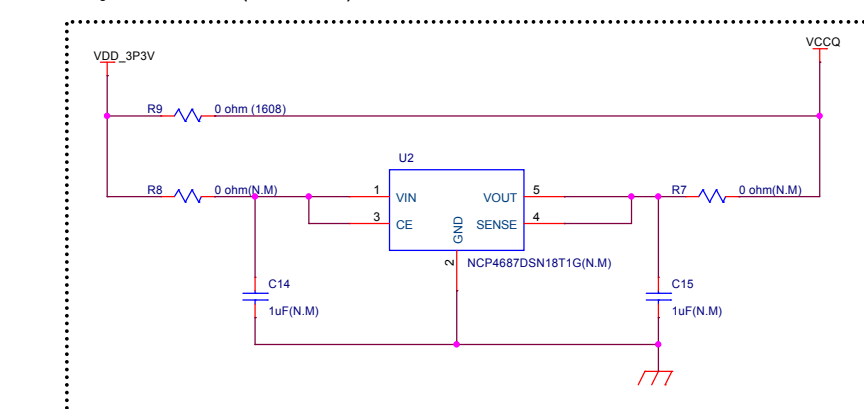 VDD_3P3V
VCCQ
R9 0 ohm (1608)
U2
R8 0 ohm(N.M)
1 VIN VOUT 5
R7 0 ohm(N.M)
3 CE SENSE 4
GND
2
NCP4687DSN18T1G(N.M)
C14
1uF(N.M)
C15
1uF(N.M)